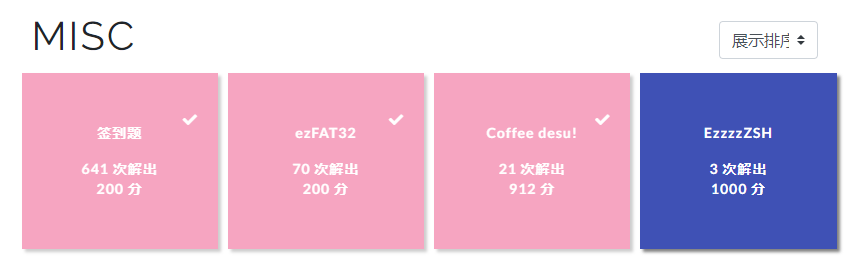 MISC
展示排序
签到题
641 次解出
200 分
ezFAT32
70 次解出
200 分
Coffee desu!
21 次解出
912 分
EzzzzZSH
3 次解出
1000 分